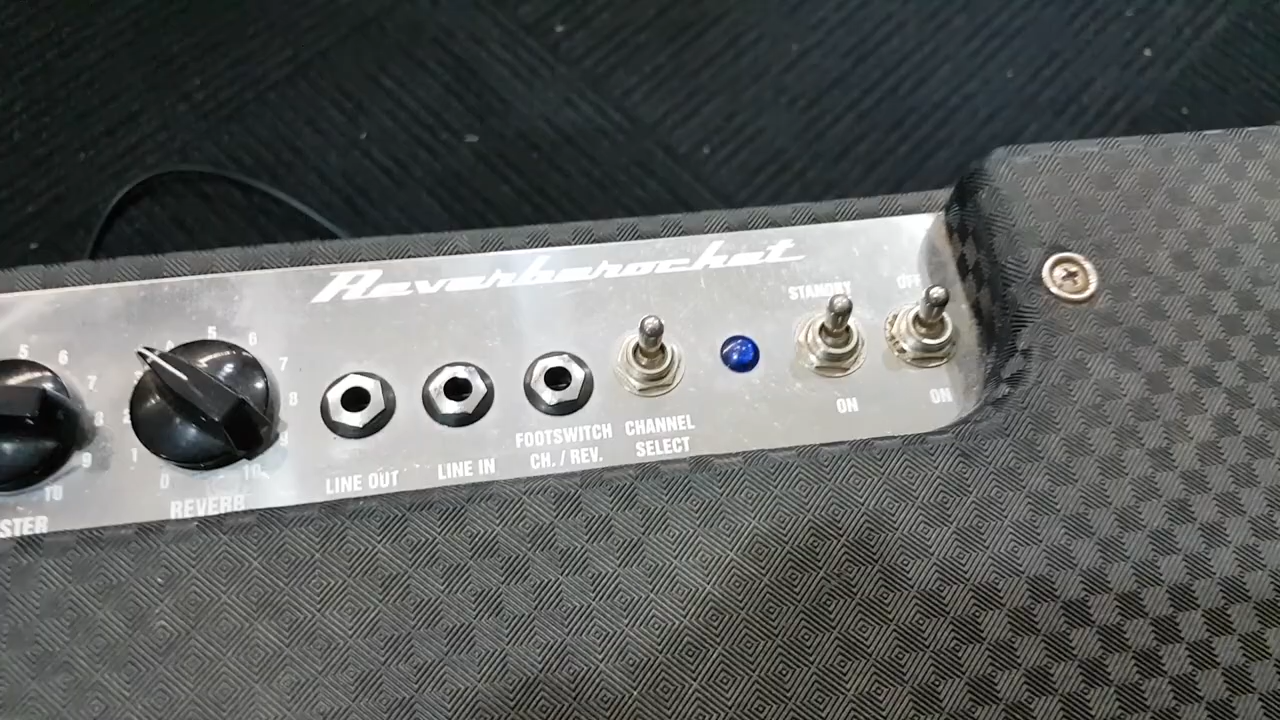 Reverberocket
STANDBY OFF
5 6 7 8 9 10
4 5 6 7 8 9 10
2 1 0
ON ON
FOOTSWITCH CHANNEL
CH. / REV. SELECT
LINE OUT LINE IN
REVERB
STER